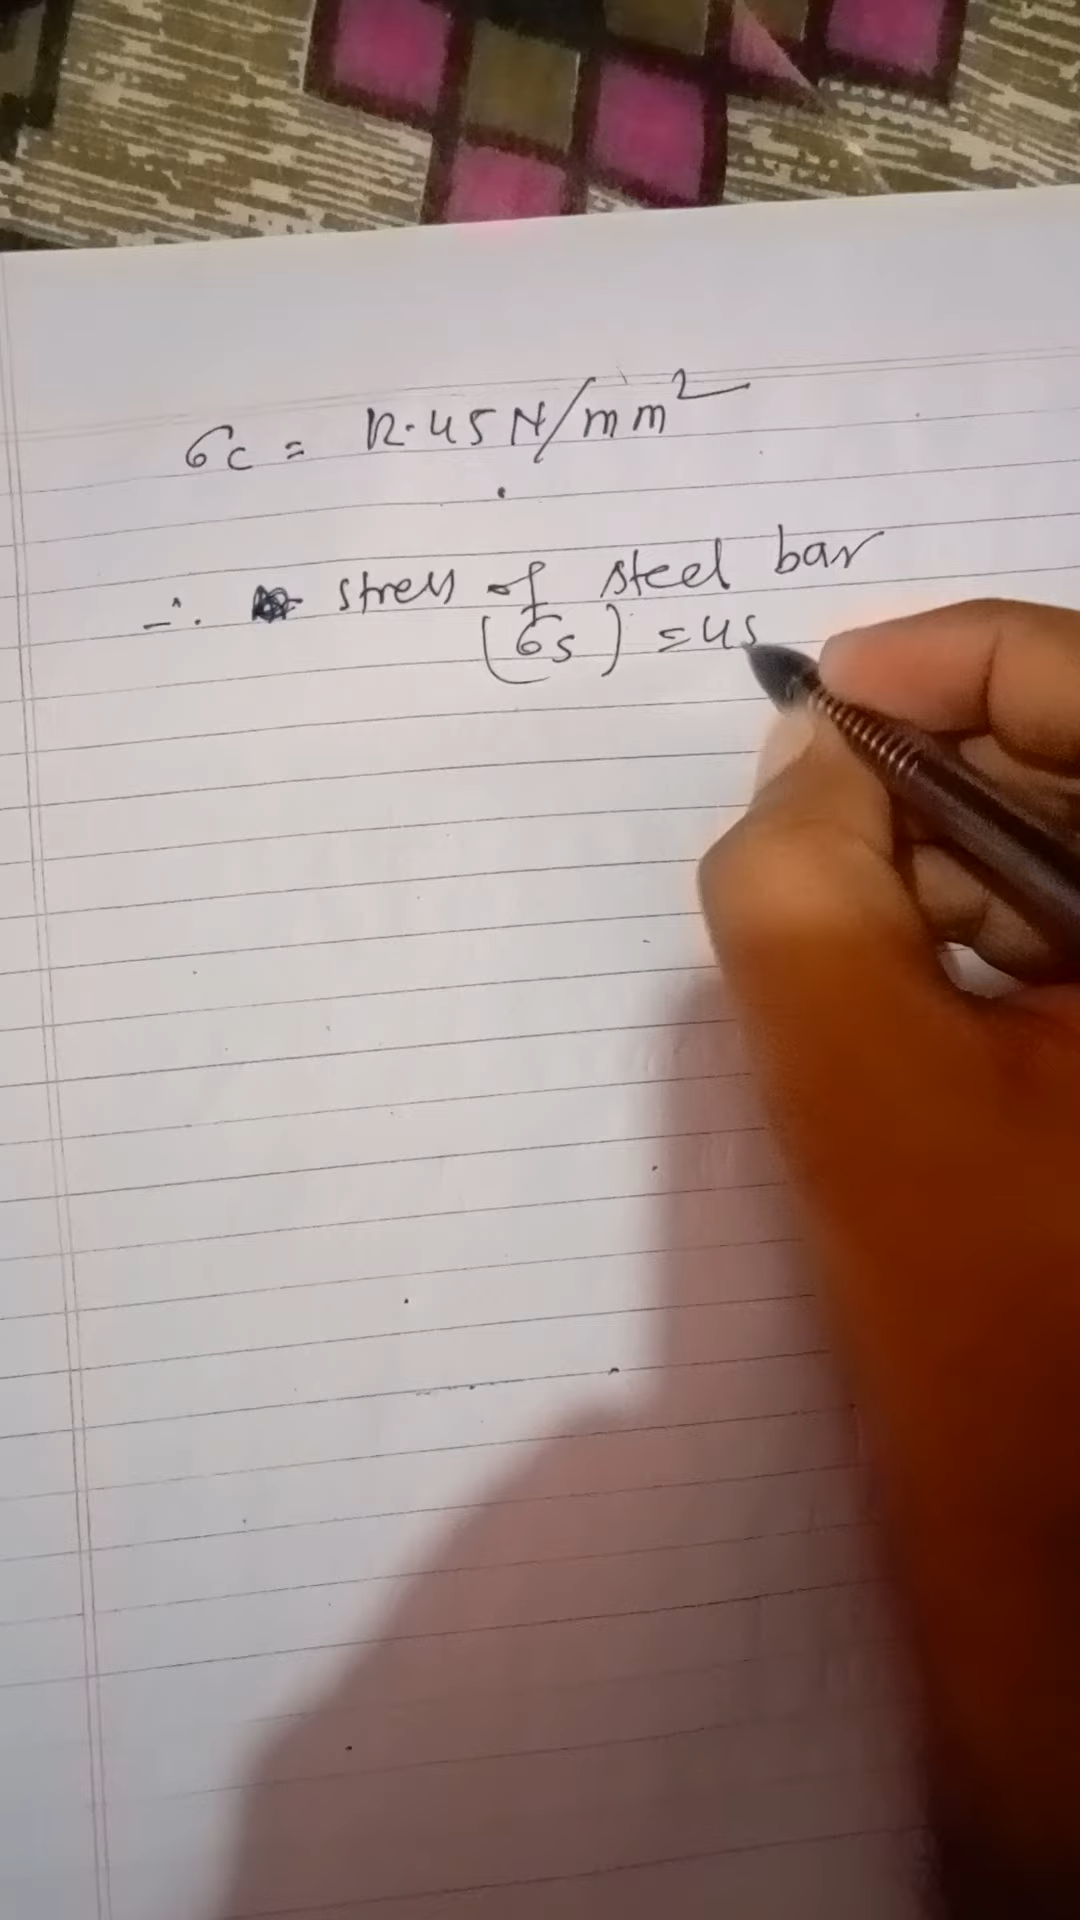 σc = 12.45 N/mm²
∴ stress of steel bar
(σs) = 45